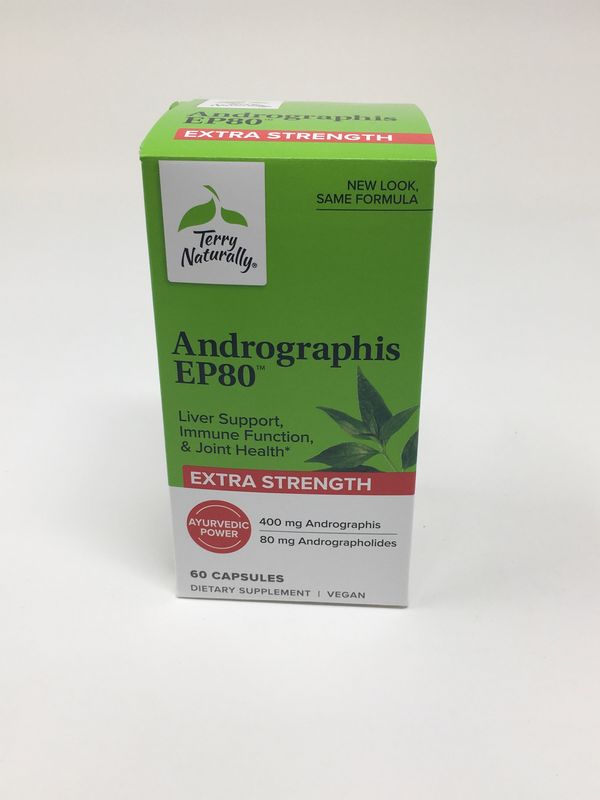 Andrographis
EP80™
EXTRA STRENGTH
NEW LOOK,
SAME FORMULA
Terry
Naturally®
Andrographis
EP80™
Liver Support,
Immune Function,
& Joint Health*
EXTRA STRENGTH
AYURVEDIC
POWER
400 mg Andrographis
80 mg Andrographolides
60 CAPSULES
DIETARY SUPPLEMENT | VEGAN